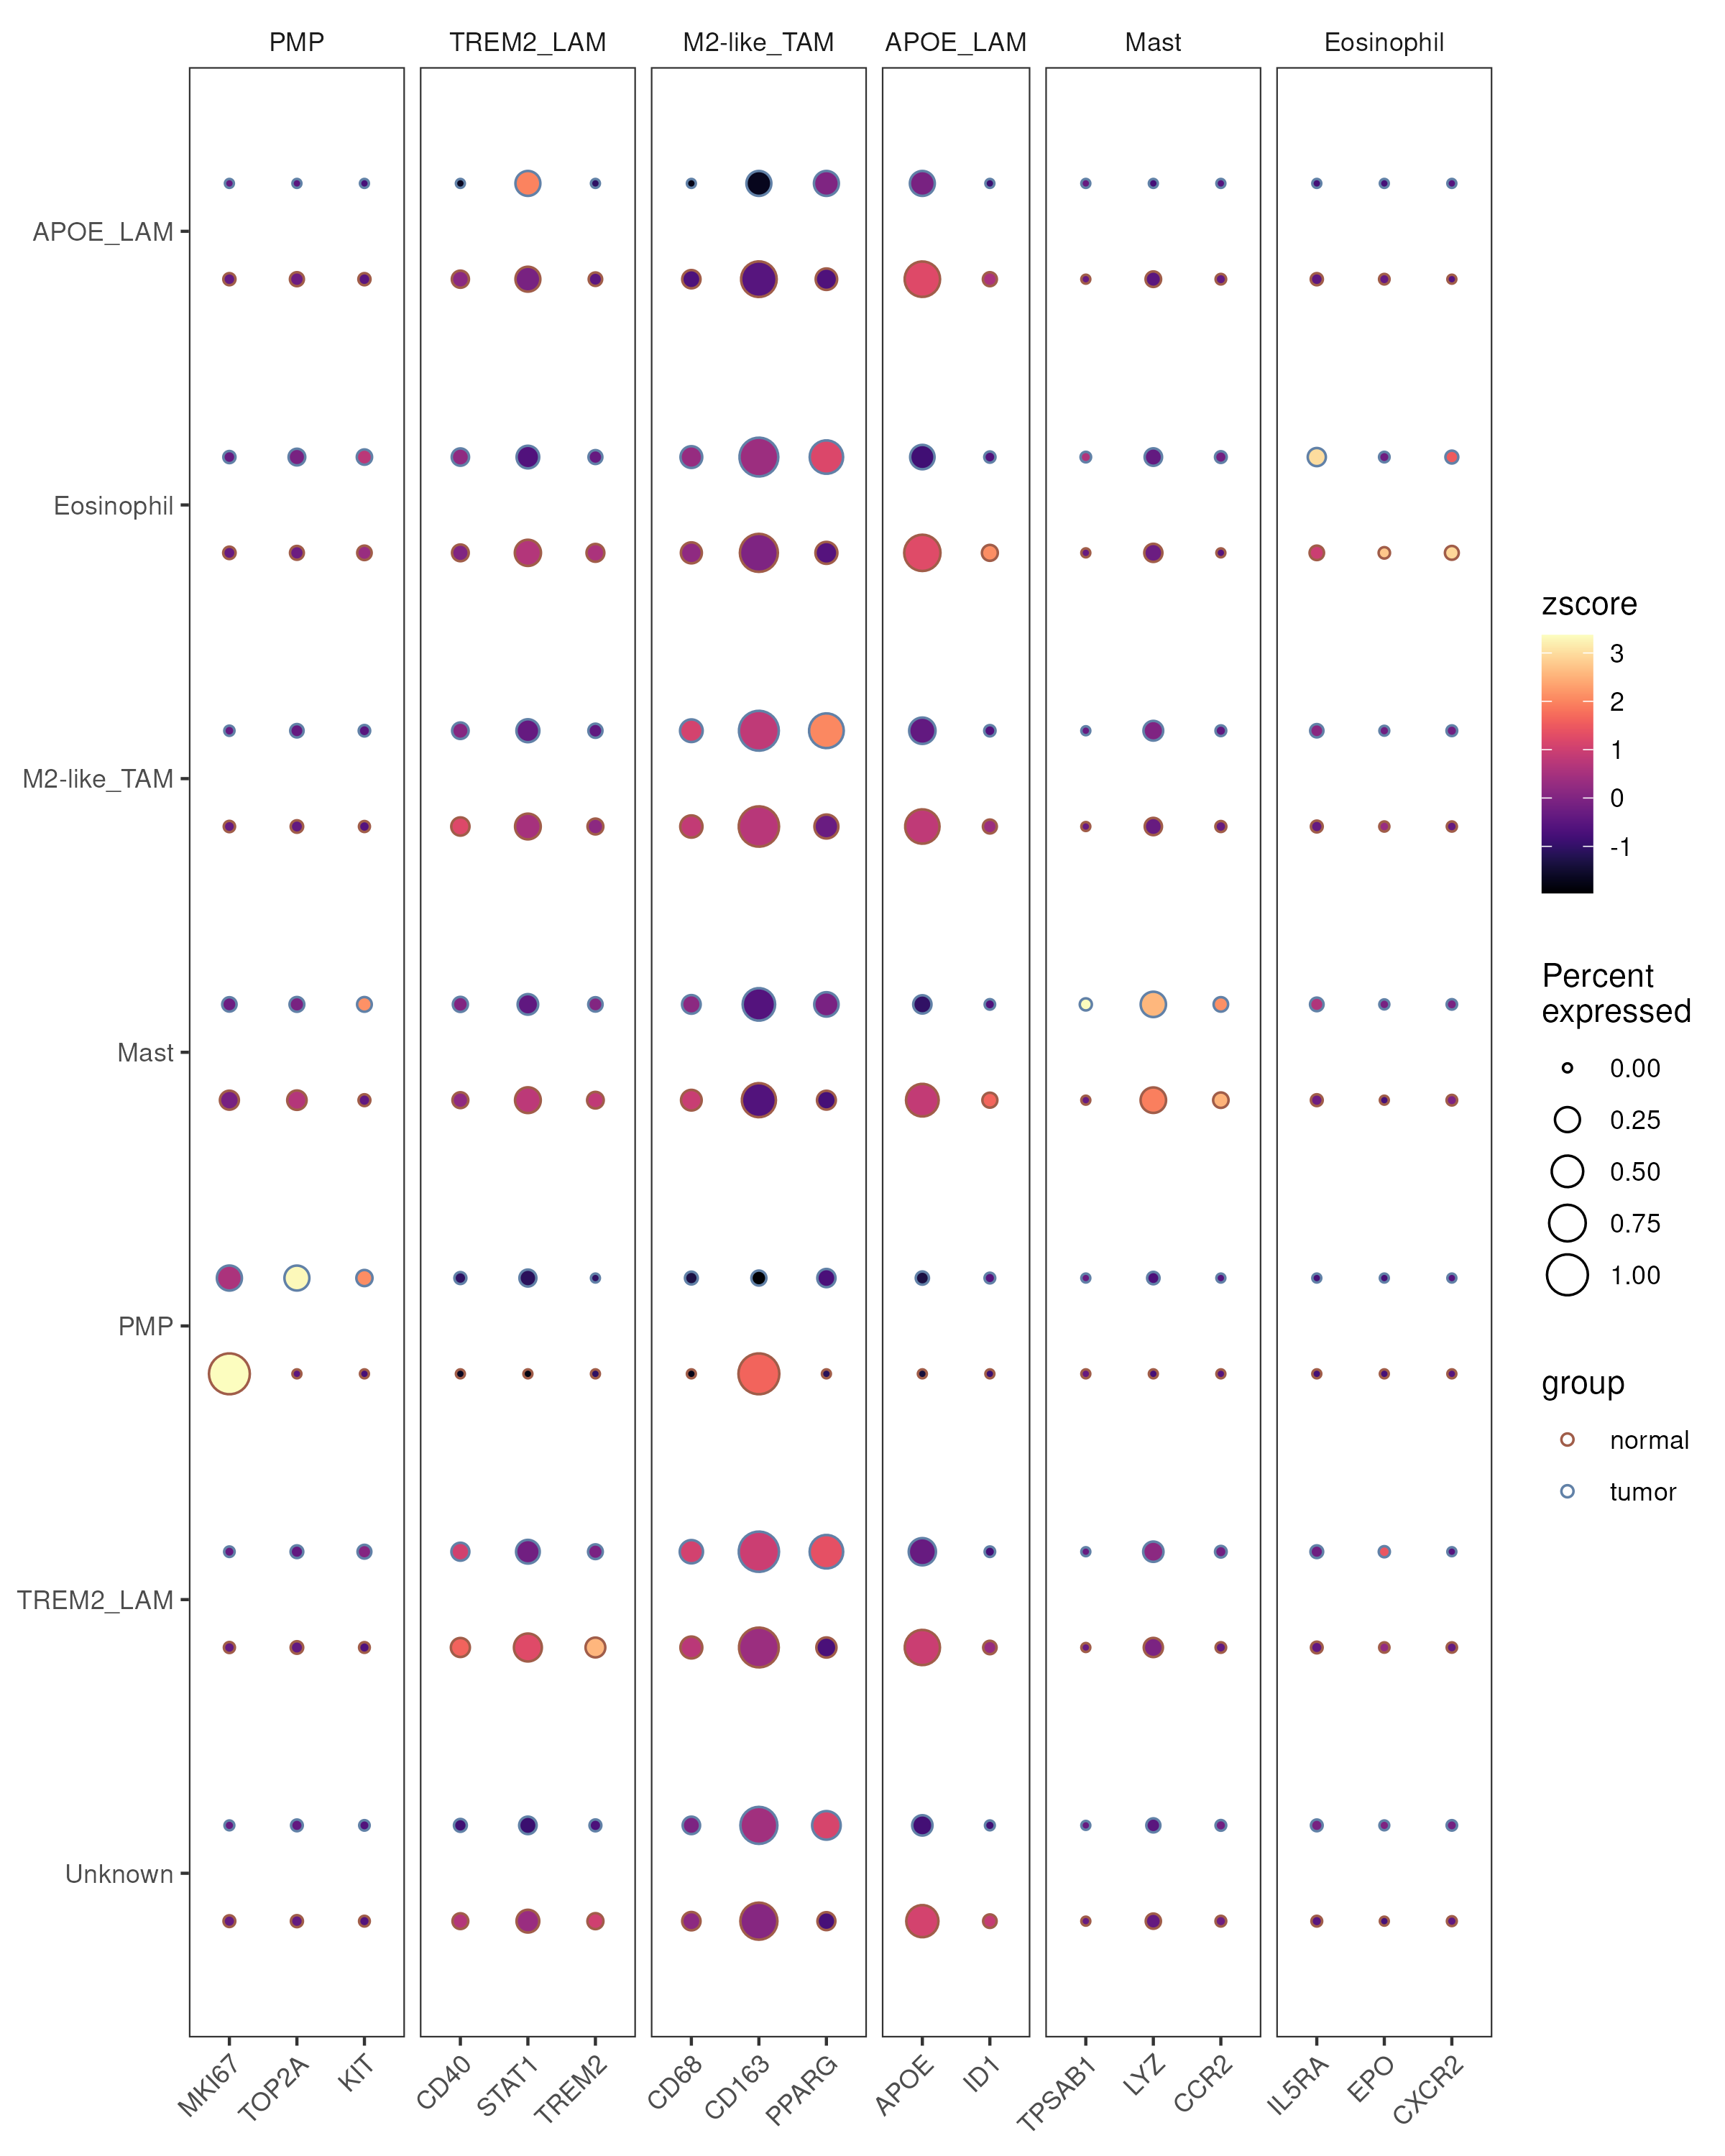 PMP TREM2_LAM M2-like_TAM APOE_LAM Mast Eosinophil
APOE_LAM
Eosinophil
M2-like_TAM
Mast
PMP
TREM2_LAM
Unknown
MKI67 TOP2A KIT CD40 STAT1 TREM2 CD68 CD163 PPARG APOE ID1 TPSAB1 LYZ CCR2 IL5RA EPO CXCR2
zscore
3
2
1
0
-1
Percent
expressed
0.00
0.25
0.50
0.75
1.00
group
normal
tumor